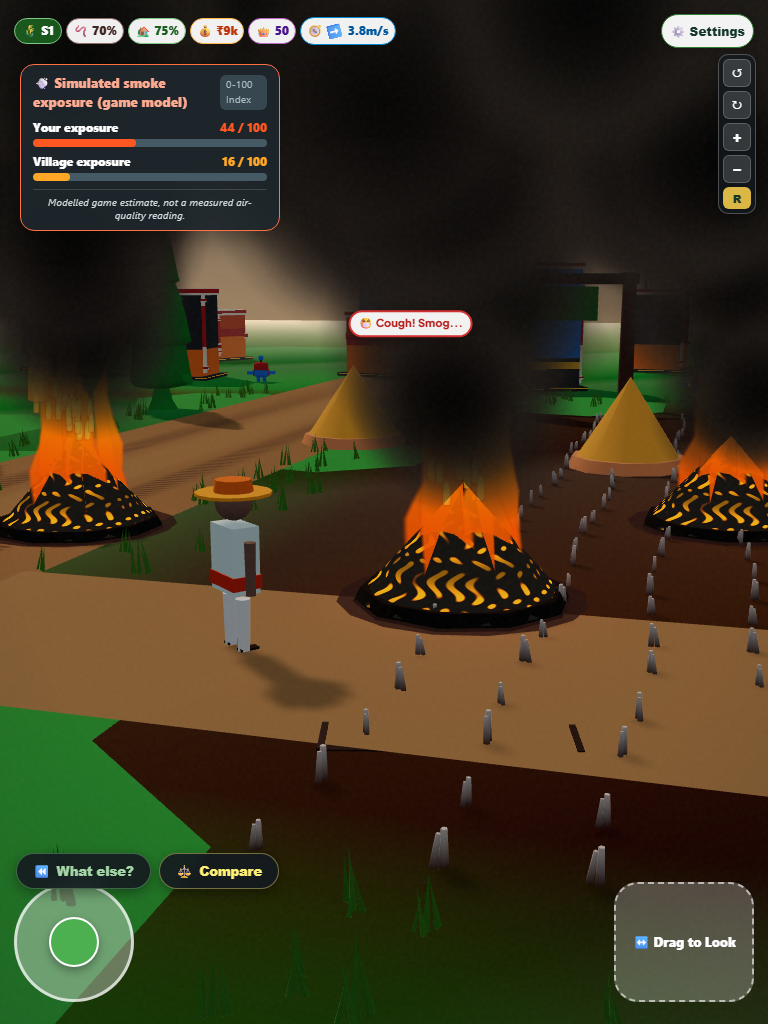 S1
70%
75%
₹9k
50
3.8m/s
Settings
Simulated smoke
exposure (game model)
0-100
Index
Your exposure
44 / 100
Village exposure
16 / 100
Modelled game estimate, not a measured air-
quality reading.
↺
↻
+
−
R
Cough! Smog...
What else?
Compare
Drag to Look